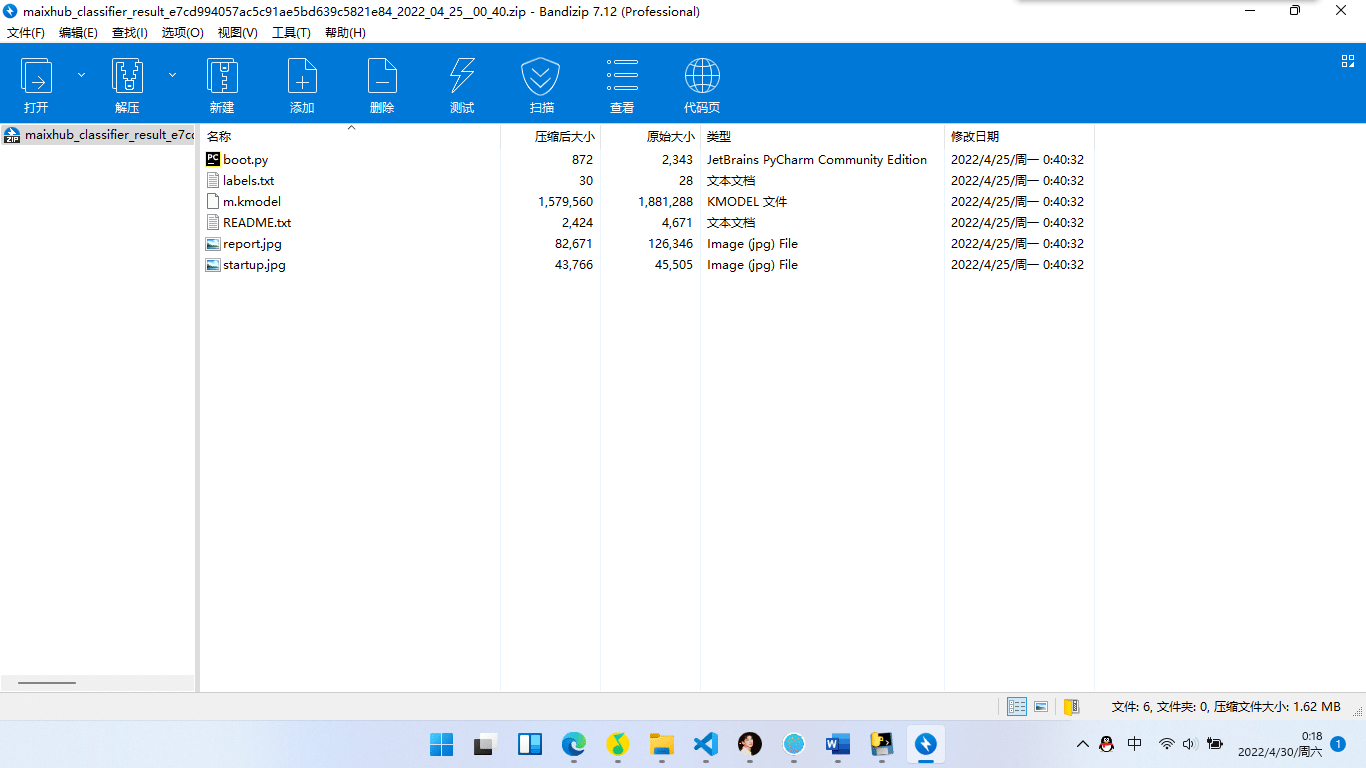 maixhub_classifier_result_e7cd994057ac5c91ae5bd639c5821e84_2022_04_25__00_40.zip - Bandizip 7.12 (Professional)
文件(F) 编辑(E) 查找(I) 选项(O) 视图(V) 工具(T) 帮助(H)
打开 解压 新建 添加 删除 测试 扫描 查看 代码页
maixhub_classifier_result_e7cc
名称 压缩后大小 原始大小 类型 修改日期
boot.py 872 2,343 JetBrains PyCharm Community Edition 2022/4/25/周一 0:40:32
labels.txt 30 28 文本文档 2022/4/25/周一 0:40:32
m.kmodel 1,579,560 1,881,288 KMODEL 文件 2022/4/25/周一 0:40:32
README.txt 2,424 4,671 文本文档 2022/4/25/周一 0:40:32
report.jpg 82,671 126,346 Image (jpg) File 2022/4/25/周一 0:40:32
startup.jpg 43,766 45,505 Image (jpg) File 2022/4/25/周一 0:40:32
文件: 6, 文件夹: 0, 压缩文件大小: 1.62 MB
中
0:18
2022/4/30/周六
1